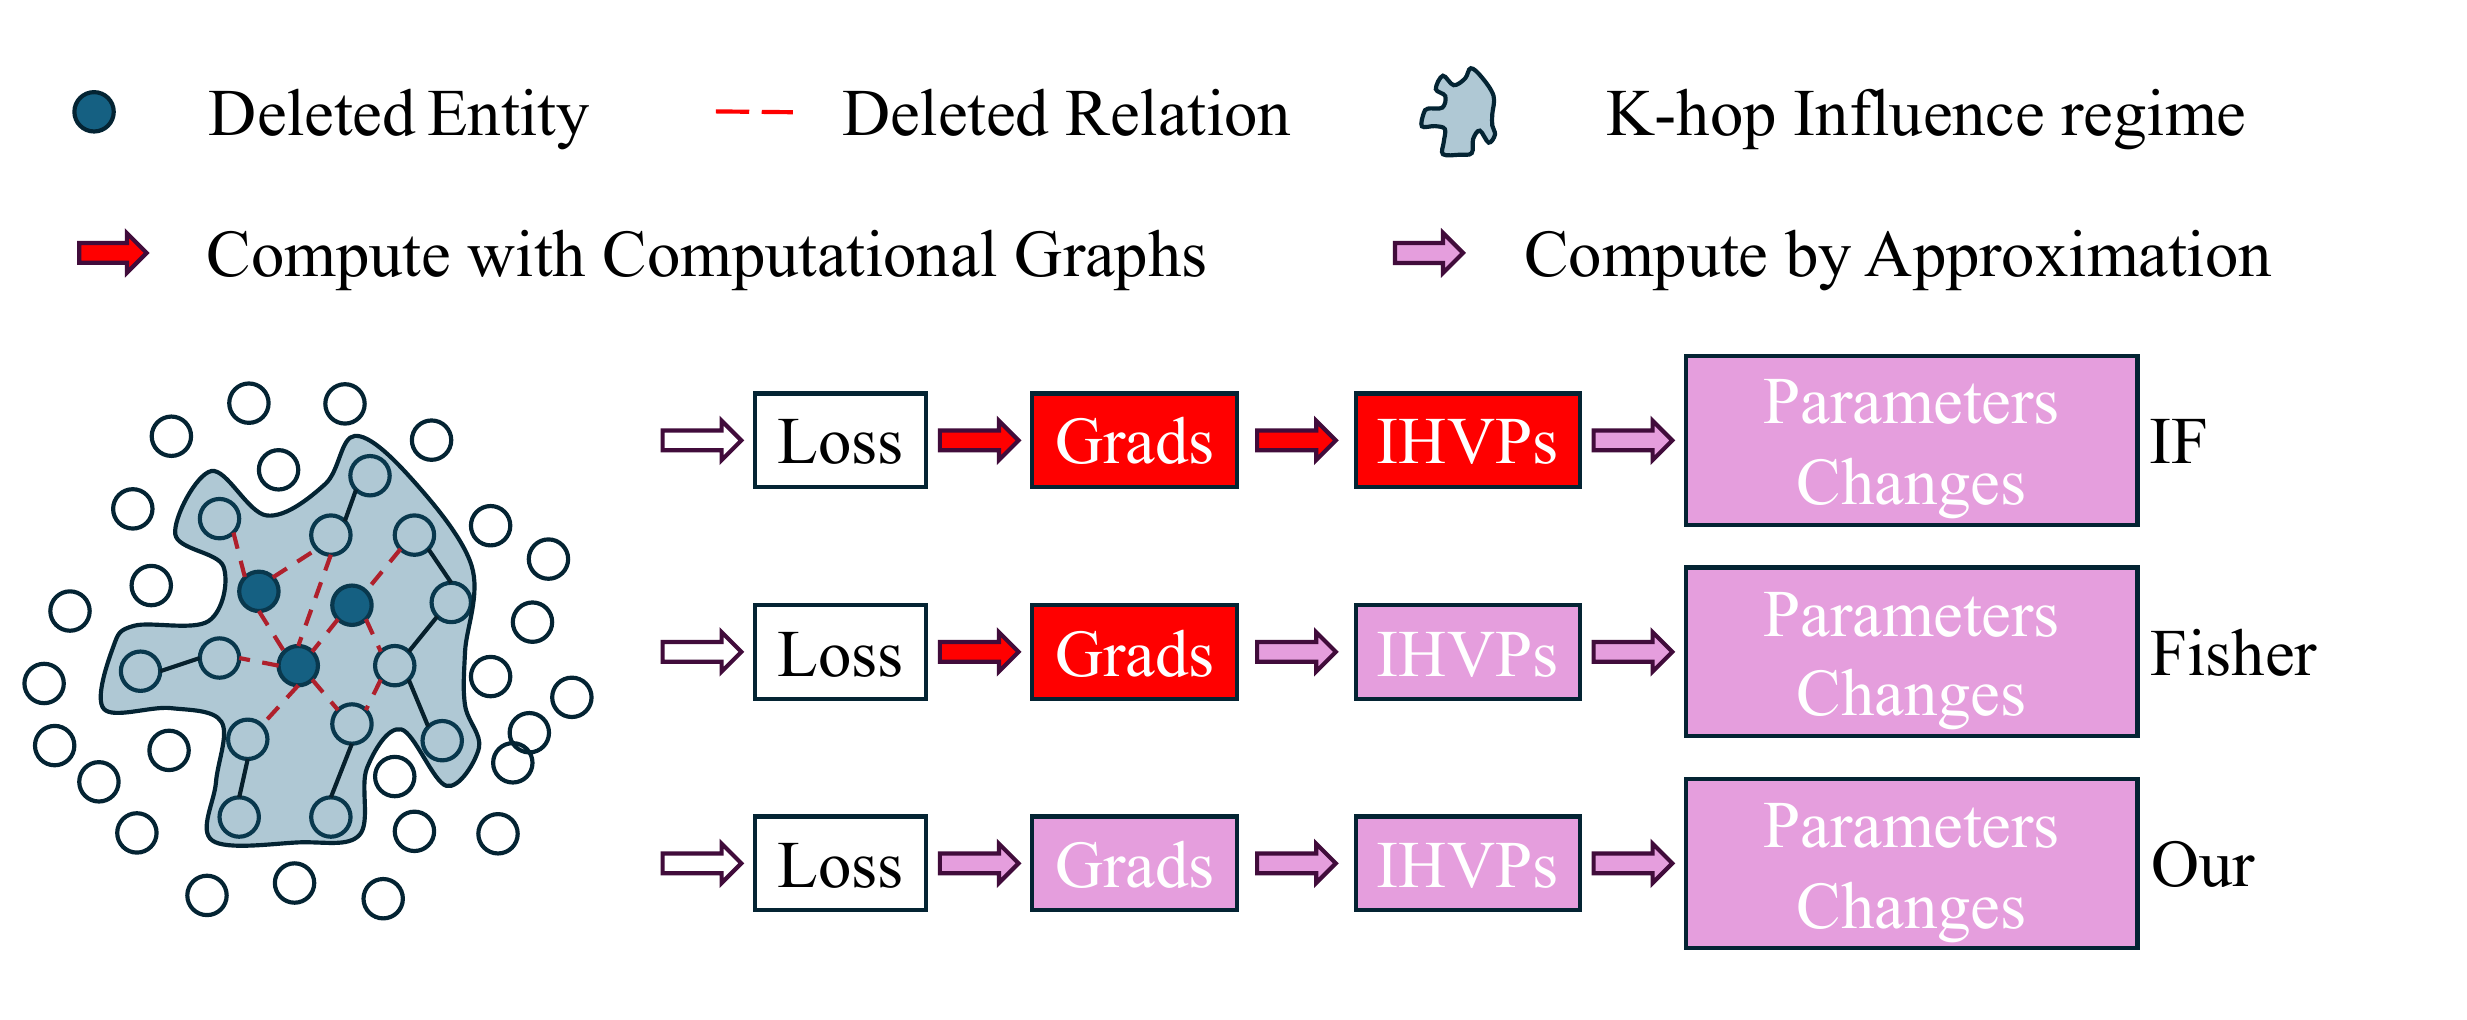 Deleted Entity
Deleted Relation
K-hop Influence regime
Compute with Computational Graphs
Compute by Approximation
Loss
Grads
IHVPs
Parameters
Changes
IF
Loss
Grads
IHVPs
Parameters
Changes
Fisher
Loss
Grads
IHVPs
Parameters
Changes
Our